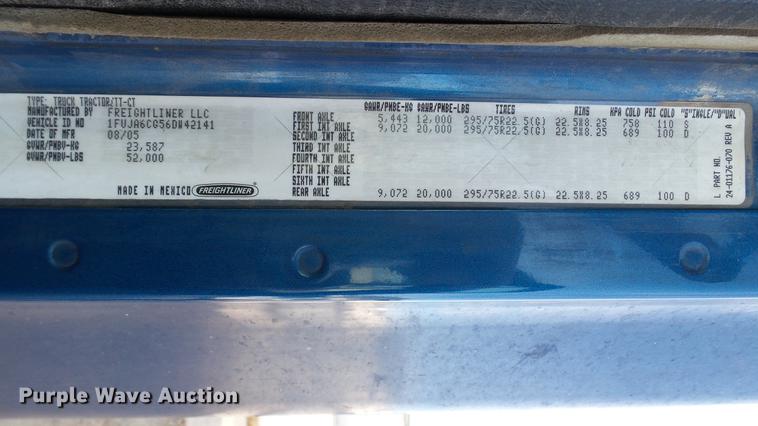 TYPE: TRUCK TRACTOR/TT-CT
MANUFACTURED BY FREIGHTLINER LLC
VEHICLE ID NO 1FUJA6CG56DW42141
DATE OF MFR 08/05
GVWR/PNBV-KG 23,587
GVWR/PNBV-LBS 52,000
MADE IN MEXICO FREIGHTLINER
GAWR/PNBE-KG GAWR/PNBE-LBS TIRES RIMS KPA COLD PSI COLD "S"INGLE/"D"UAL
FRONT AXLE 5,443 12,000 295/75R22.5(G) 22.5X8.25 758 110 S
FIRST INT AXLE 9,072 20,000 295/75R22.5(G) 22.5X8.25 689 100 D
SECOND INT AXLE
THIRD INT AXLE
FOURTH INT AXLE
FIFTH INT AXLE
SIXTH INT AXLE
REAR AXLE 9,072 20,000 295/75R22.5(G) 22.5X8.25 689 100 D
L PART NO.
24-01176-070 REV A
Purple Wave Auction